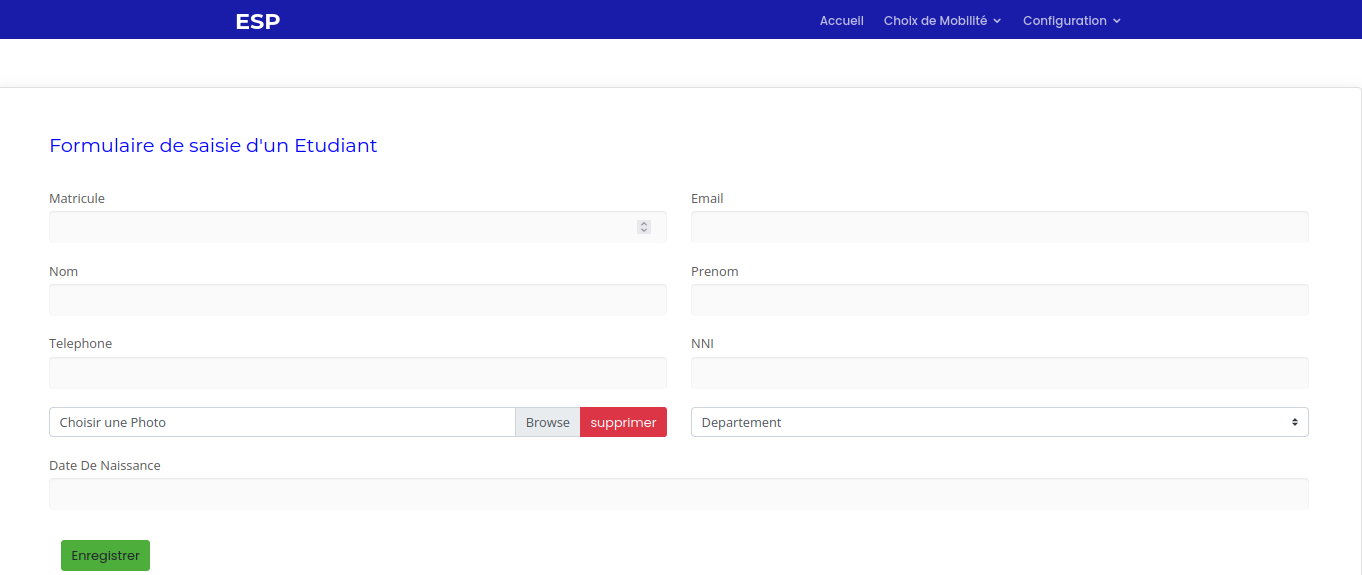 ESP
Accueil Choix de Mobilité Configuration
Formulaire de saisie d'un Etudiant
Matricule Email
Nom Prenom
Telephone NNI
Choisir une Photo Browse supprimer Departement
Date De Naissance
Enregistrer